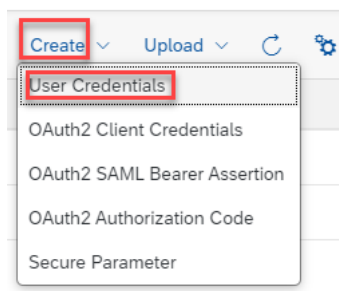 Create Upload
User Credentials
OAuth2 Client Credentials
OAuth2 SAML Bearer Assertion
OAuth2 Authorization Code
Secure Parameter